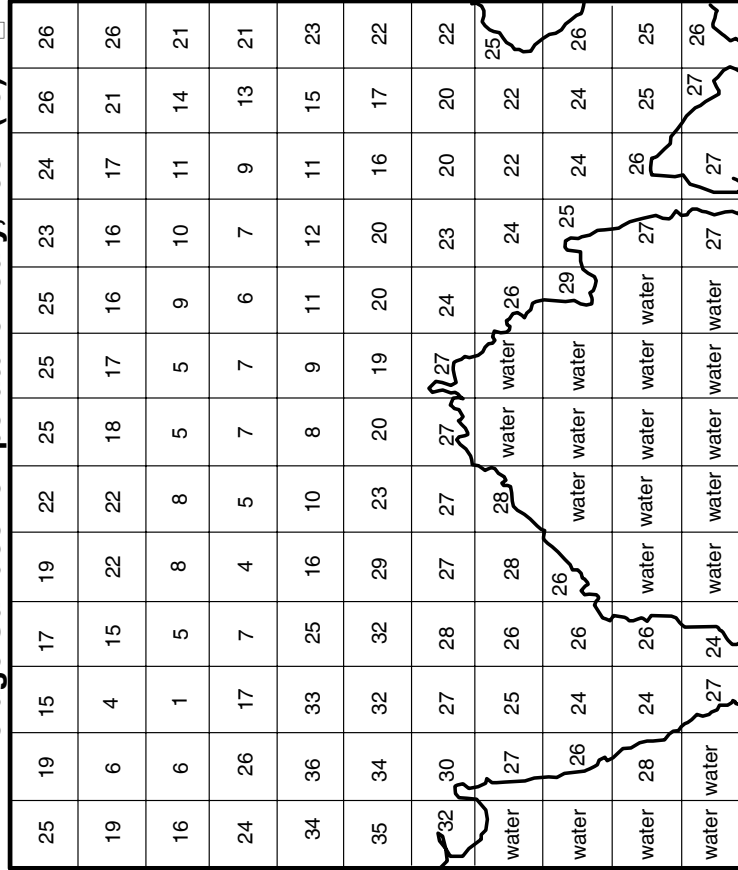 25 19 15 17 19 22 25 25 25 23 24 26 26
19 6 4 15 22 22 18 17 16 16 17 21 26
16 6 1 5 8 8 5 5 9 10 11 14 21
24 26 17 7 4 5 7 7 6 7 9 13 21
34 36 33 25 16 10 8 9 11 12 11 15 23
35 34 32 32 29 23 20 19 20 20 16 17 22
32 30 27 28 27 27 27 27 24 23 20 20 22
water 27 25 26 28 28 water water 26 24 22 22 25
water 26 24 26 26 water water water 29 25 24 24 26
water 28 24 26 water water water water water 27 26 25 25
water water 27 24 water water water water water 27 27 27 26